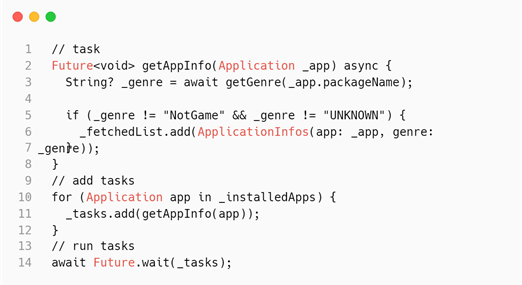 1 // task
2 Future<void> getAppInfo(Application _app) async {
3 String? _genre = await getGenre(_app.packageName);
4
5 if (_genre != "NotGame" && _genre != "UNKNOWN") {
6 _fetchedList.add(ApplicationInfos(app: _app, genre:
7 _genre));
8 }
9 // add tasks
10 for (Application app in _installedApps) {
11 _tasks.add(getAppInfo(app));
12 }
13 // run tasks
14 await Future.wait(_tasks);